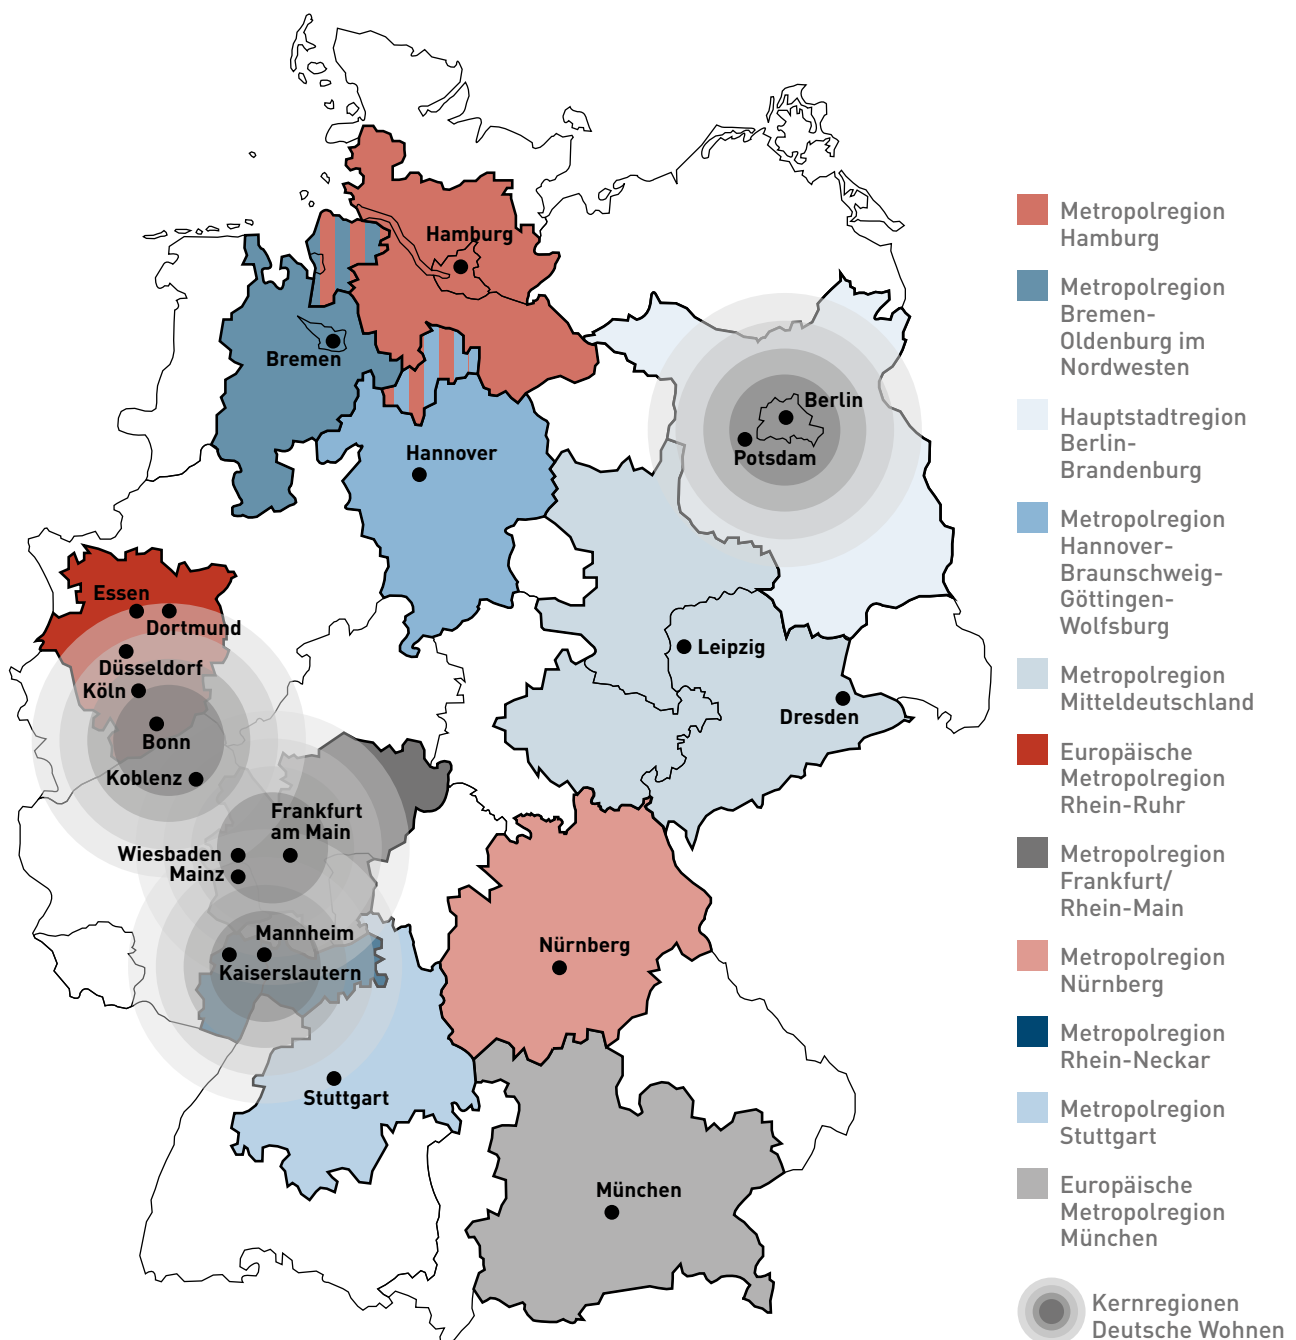 Hamburg
Bremen
Berlin
Potsdam
Hannover
Essen
Dortmund
Düsseldorf
Köln
Bonn
Koblenz
Leipzig
Dresden
Frankfurt
am Main
Wiesbaden
Mainz
Mannheim
Kaiserslautern
Nürnberg
Stuttgart
München
Metropolregion
Hamburg
Metropolregion
Bremen-
Oldenburg im
Nordwesten
Hauptstadtregion
Berlin-
Brandenburg
Metropolregion
Hannover-
Braunschweig-
Göttingen-
Wolfsburg
Metropolregion
Mitteldeutschland
Europäische
Metropolregion
Rhein-Ruhr
Metropolregion
Frankfurt/
Rhein-Main
Metropolregion
Nürnberg
Metropolregion
Rhein-Neckar
Metropolregion
Stuttgart
Europäische
Metropolregion
München
Kernregionen
Deutsche Wohnen